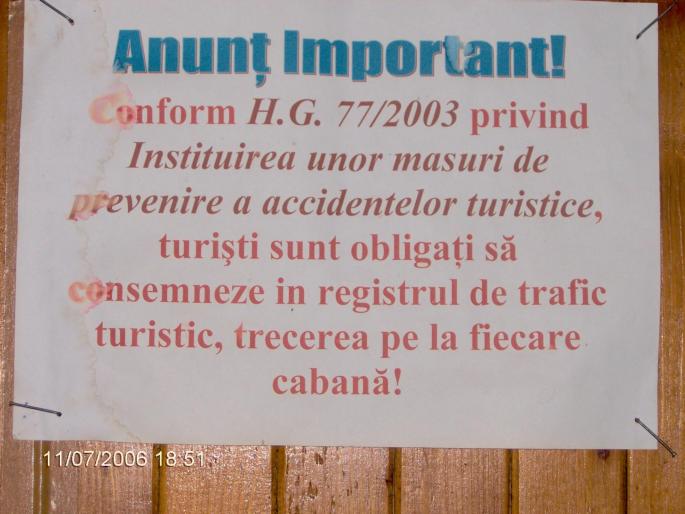 Anunț Important!
Conform H.G. 77/2003 privind
Instituirea unor masuri de
prevenire a accidentelor turistice,
turişti sunt obligați să
consemneze in registrul de trafic
turistic, trecerea pe la fiecare
cabană!
11/07/2006 18:51